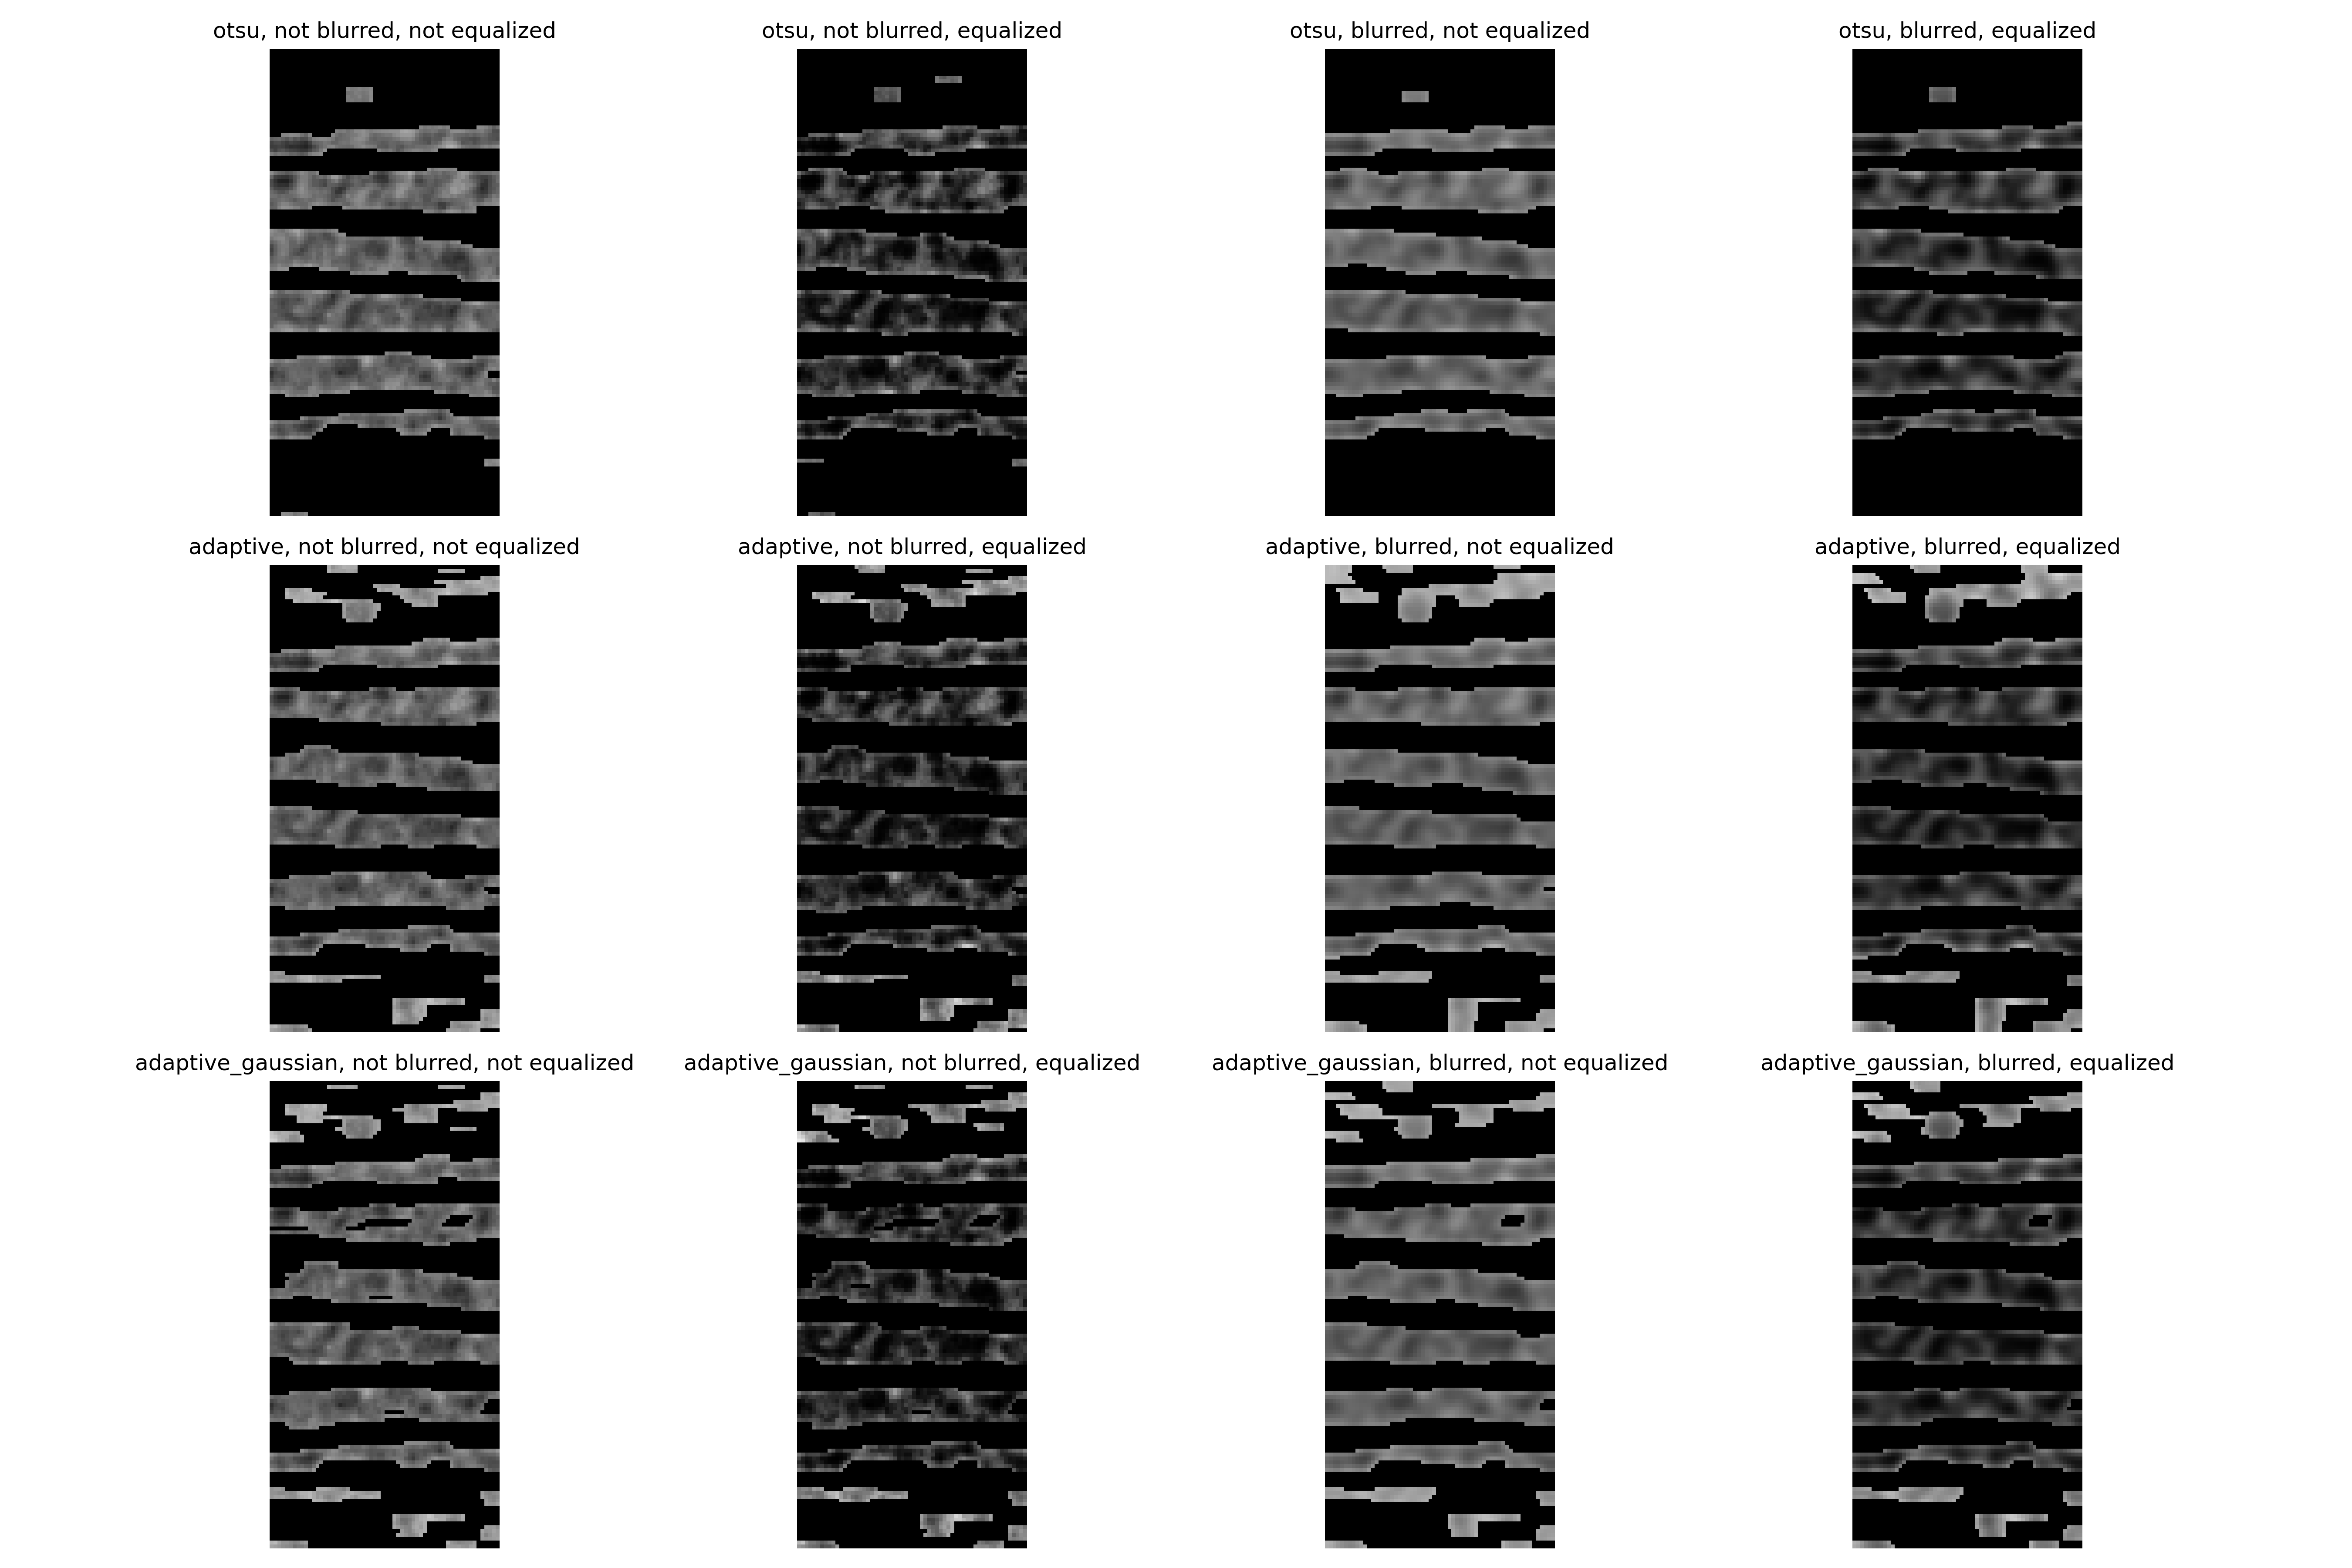 otsu, not blurred, not equalized
otsu, not blurred, equalized
otsu, blurred, not equalized
otsu, blurred, equalized
adaptive, not blurred, not equalized
adaptive, not blurred, equalized
adaptive, blurred, not equalized
adaptive, blurred, equalized
adaptive_gaussian, not blurred, not equalized
adaptive_gaussian, not blurred, equalized
adaptive_gaussian, blurred, not equalized
adaptive_gaussian, blurred, equalized